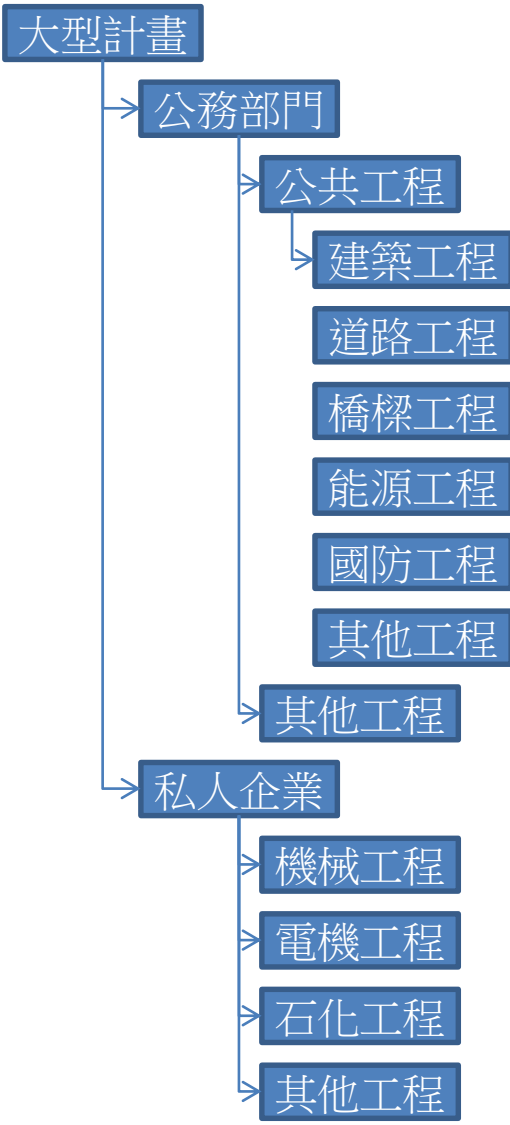 大型計畫
公務部門
公共工程
建築工程
道路工程
橋樑工程
能源工程
國防工程
其他工程
其他工程
私人企業
機械工程
電機工程
石化工程
其他工程